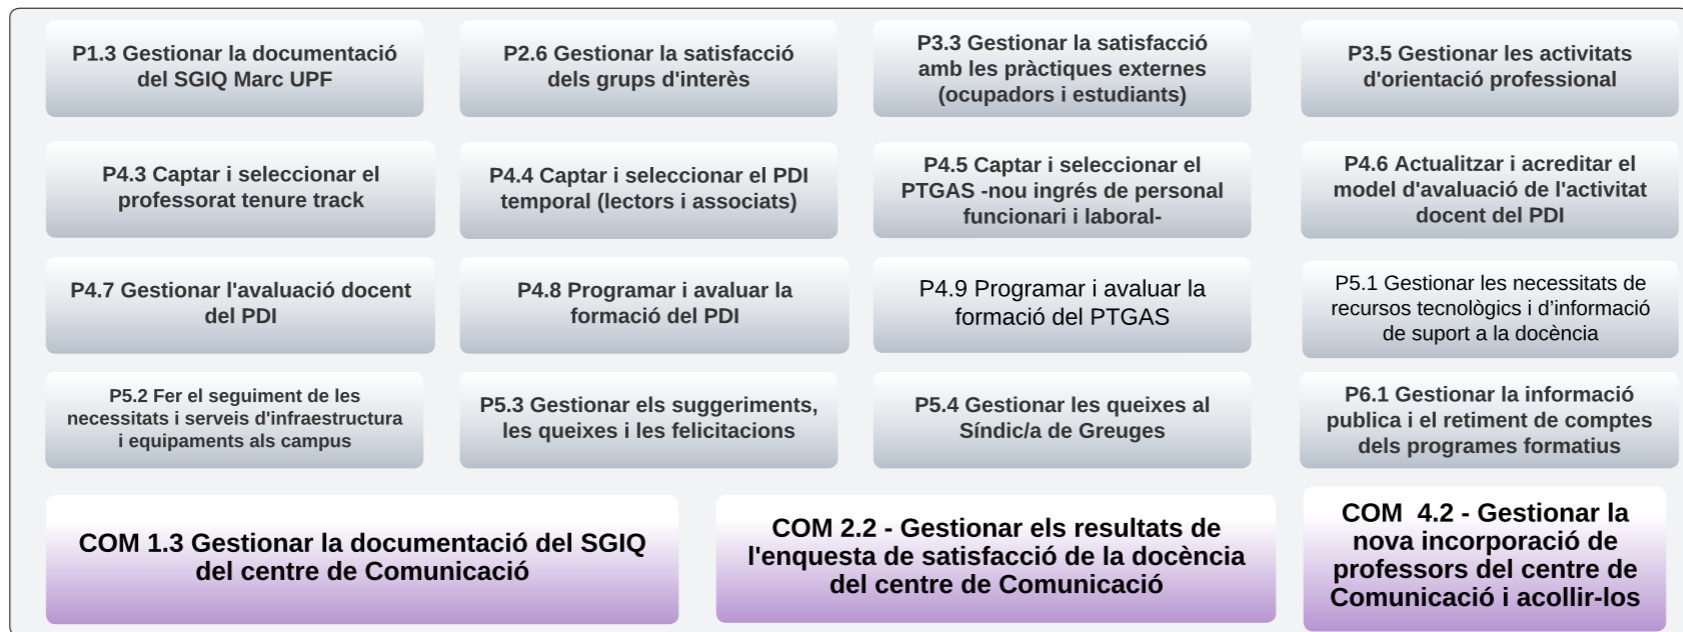 P1.3 Gestionar la documentació
del SGIQ Marc UPF
P2.6 Gestionar la satisfacció
dels grups d'interès
P3.3 Gestionar la satisfacció
amb les pràctiques externes
(ocupadors i estudiants)
P3.5 Gestionar les activitats
d'orientació professional
P4.3 Captar i seleccionar el
professorat tenure track
P4.4 Captar i seleccionar el PDI
temporal (lectors i associats)
P4.5 Captar i seleccionar el
PTGAS -nou ingrés de personal
funcionari i laboral-
P4.6 Actualitzar i acreditar el
model d'avaluació de l'activitat
docent del PDI
P4.7 Gestionar l'avaluació docent
del PDI
P4.8 Programar i avaluar la
formació del PDI
P4.9 Programar i avaluar la
formació del PTGAS
P5.1 Gestionar les necessitats de
recursos tecnològics i d’informació
de suport a la docència
P5.2 Fer el seguiment de les
necessitats i serveis d'infraestructura
i equipaments als campus
P5.3 Gestionar els suggeriments,
les queixes i les felicitacions
P5.4 Gestionar les queixes al
Síndic/a de Greuges
P6.1 Gestionar la informació
publica i el retiment de comptes
dels programes formatius
COM 1.3 Gestionar la documentació del SGIQ
del centre de Comunicació
COM 2.2 - Gestionar els resultats de
l'enquesta de satisfacció de la docència
del centre de Comunicació
COM  4.2 - Gestionar la
nova incorporació de
professors del centre de
Comunicació i acollir-los